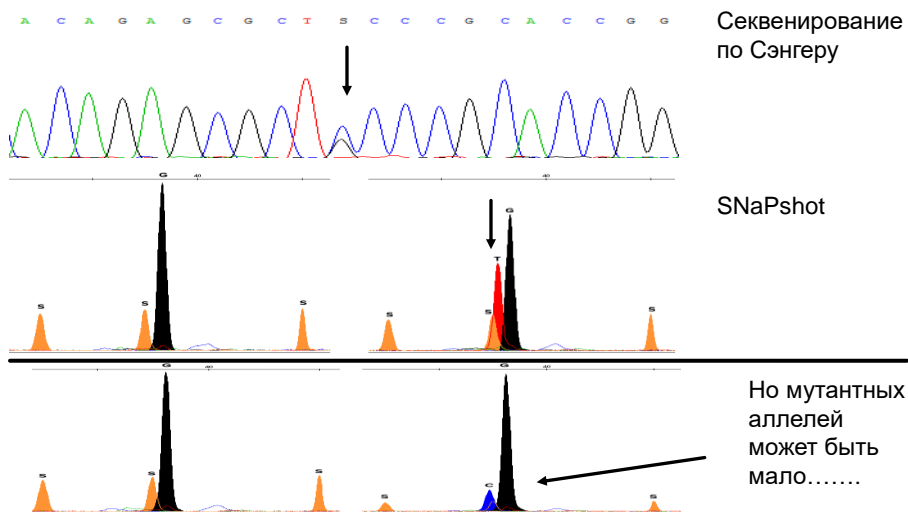 A C A G A G C G C T S C C C G C A C C G G
Секвенирование
по Сэнгеру
G 40
40
G
T
S S S
S S S
SNaPshot
G 40
G 40
S S S
S C S
Но мутантных
аллелей
может быть
мало…….